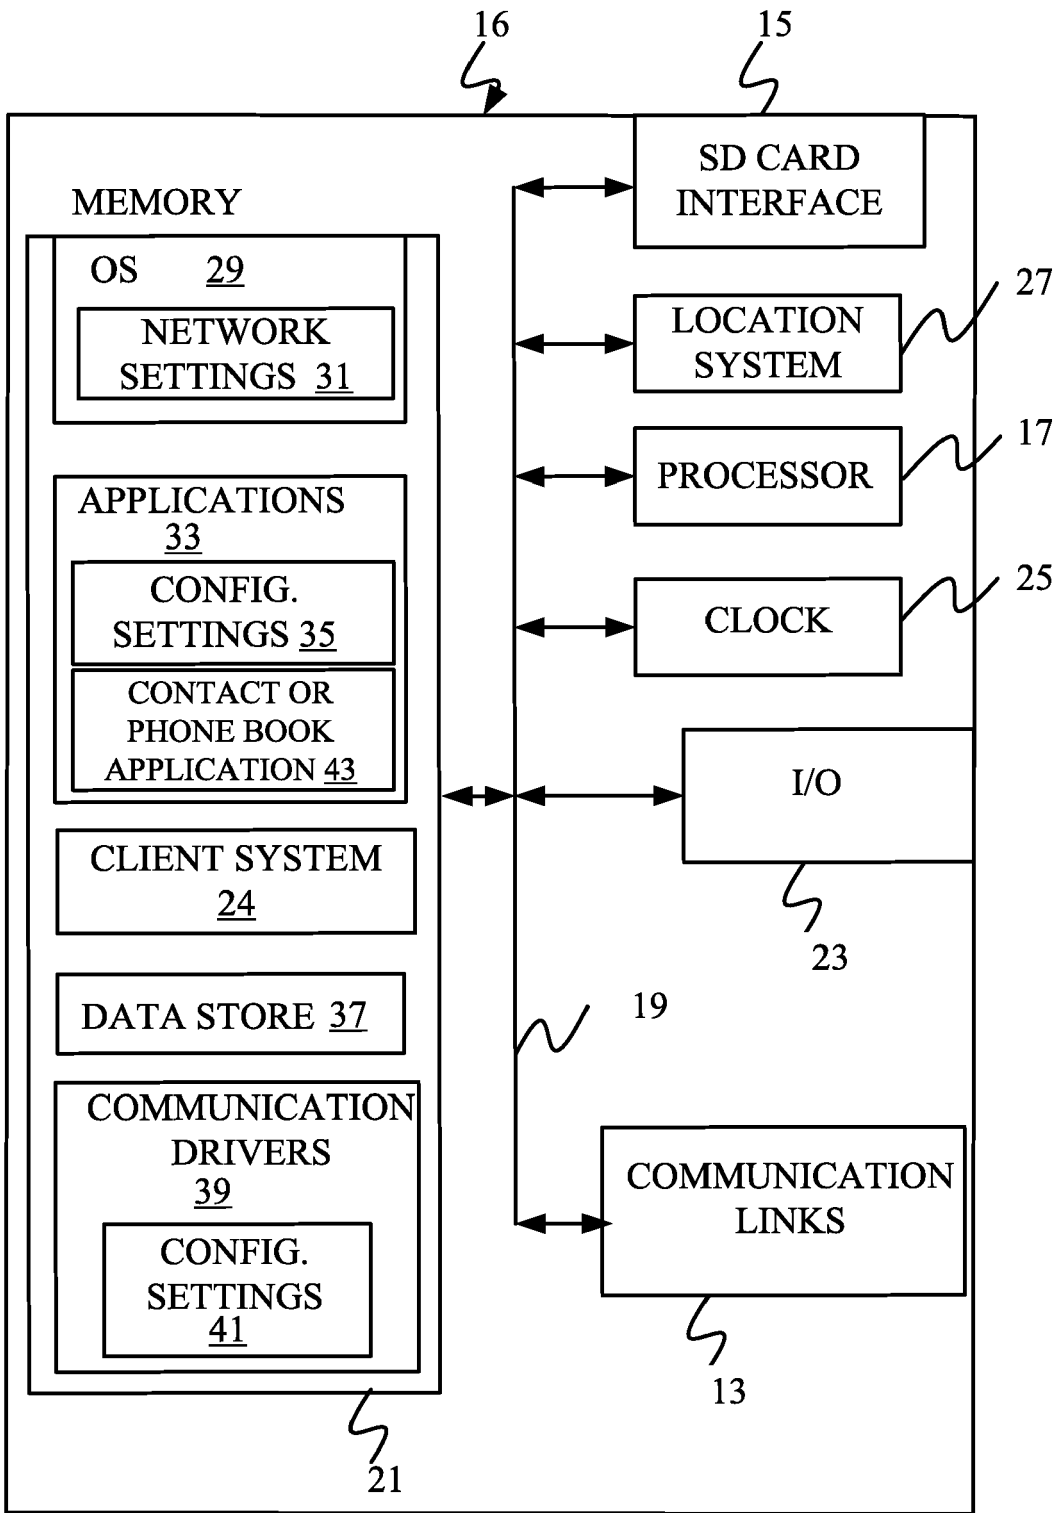 16
15
SD CARD
INTERFACE
MEMORY
OS 29
NETWORK
SETTINGS 31
27
LOCATION
SYSTEM
17
PROCESSOR
APPLICATIONS
33
CONFIG.
SETTINGS 35
CONTACT OR
PHONE BOOK
APPLICATION 43
25
CLOCK
I/O
23
CLIENT SYSTEM
24
DATA STORE 37
19
COMMUNICATION
DRIVERS
39
CONFIG.
SETTINGS
41
COMMUNICATION
LINKS
13
21